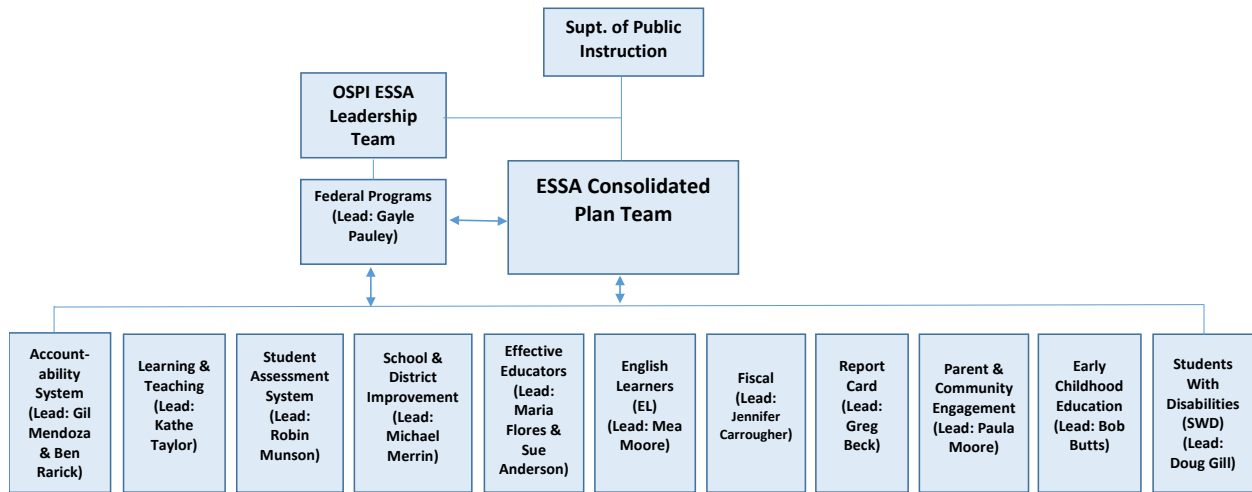 Supt. of Public
Instruction
OSPI ESSA
Leadership
Team
Federal Programs
(Lead: Gayle
Pauley)
ESSA Consolidated
Plan Team
Account-
ability
System
(Lead: Gil
Mendoza
& Ben
Rarick)
Learning &
Teaching
(Lead:
Kathe
Taylor)
Student
Assessment
System
(Lead:
Robin
Munson)
School &
District
Improvement
(Lead:
Michael
Merrin)
Effective
Educators
(Lead:
Maria
Flores &
Sue
Anderson)
English
Learners
(EL)
(Lead: Mea
Moore)
Fiscal
(Lead: Jennifer
Carrougher)
Report
Card
(Lead:
Greg
Beck)
Parent &
Community
Engagement
(Lead: Paula
Moore)
Early
Childhood
Education
(Lead: Bob
Butts)
Students
With
Disabilities
(SWD)
(Lead:
Doug Gill)